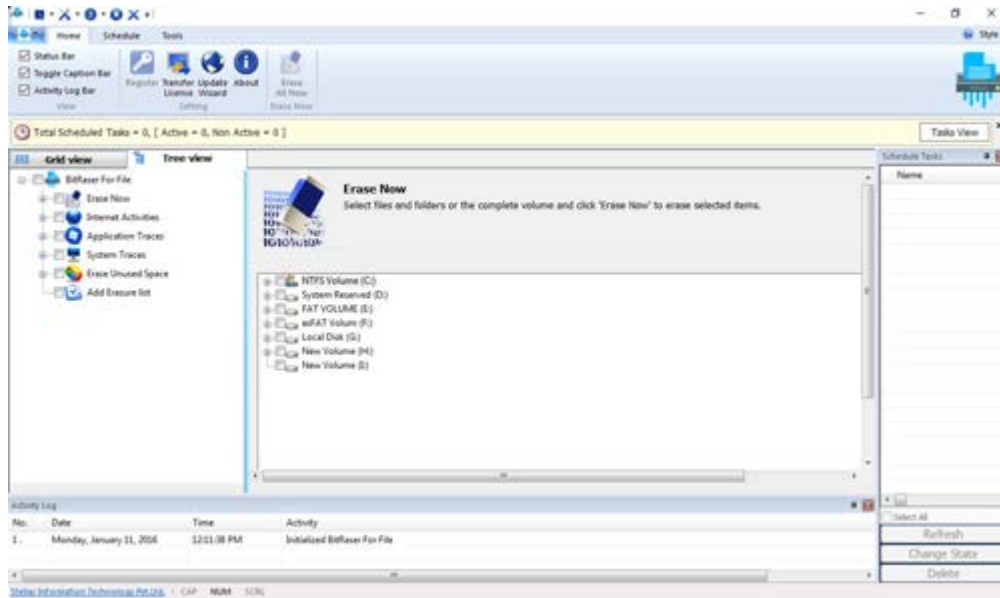 Home Schedule Tools
Style
Status Bar
Toggle Caption Bar
Activity Log Bar
View
Register
Transfer License
Update Wizard
About
Setting
Erase All Now
Erase Now
Total Scheduled Tasks = 0, [ Active = 0, Non Active = 0 ]
Tasks View
Grid view
Tree view
BitRaser For File
Erase Now
Internet Activities
Application Traces
System Traces
Erase Unused Space
Add Erasure list
Erase Now
Select files and folders or the complete volume and click 'Erase Now' to erase selected items.
NTFS Volume (C:)
System Reserved (D:)
FAT VOLUME (E:)
exFAT Volum (F:)
Local Disk (G:)
New Volume (H:)
New Volume (I:)
Schedule Tasks
Name
Select All
Refresh
Change State
Delete
Activity Log
No. Date Time Activity
1. Monday, January 11, 2016 12:11:38 PM Initialized BitRaser For File
Stellar Information Technology Pvt.Ltd. CAP NUM SCRL